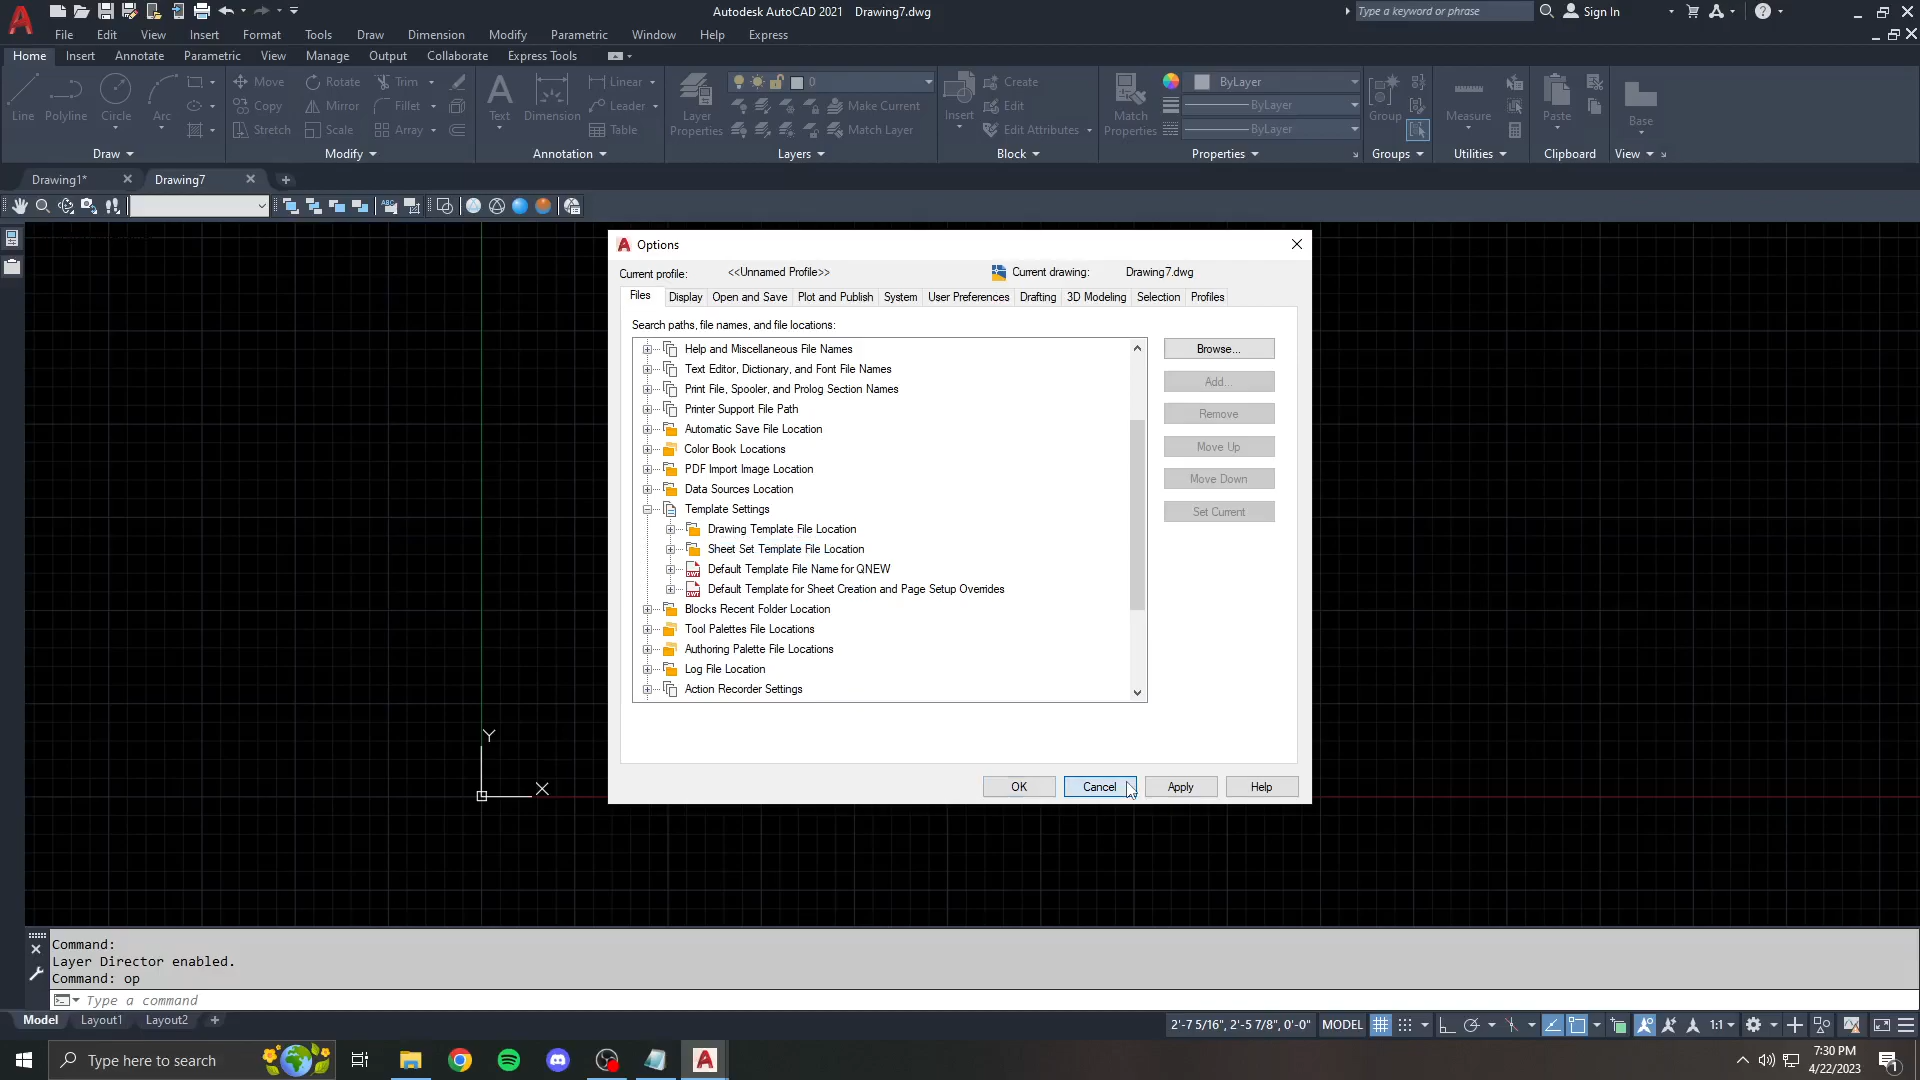 Autodesk AutoCAD 2021 Drawing7.dwg
Type a keyword or phrase
Sign In
File Edit View Insert Format Tools Draw Dimension Modify Parametric Window Help Express
Home Insert Annotate Parametric View Manage Output Collaborate Express Tools
Line Polyline Circle Arc
Move Rotate Trim
Copy Mirror Fillet
Stretch Scale Array
Text Dimension
Linear
Leader
Table
Layer
Properties
0
Make Current
Match Layer
Insert
Create
Edit
Edit Attributes
Match
Properties
ByLayer
ByLayer
ByLayer
Group
Measure
Paste
Base
Draw Modify Annotation Layers Block Properties Groups Utilities Clipboard View
Drawing1* Drawing7
ABC
Options
Current profile: <<Unnamed Profile>> Current drawing: Drawing7.dwg
Files Display Open and Save Plot and Publish System User Preferences Drafting 3D Modeling Selection Profiles
Search paths, file names, and file locations:
Help and Miscellaneous File Names
Text Editor, Dictionary, and Font File Names
Print File, Spooler, and Prolog Section Names
Printer Support File Path
Automatic Save File Location
Color Book Locations
PDF Import Image Location
Data Sources Location
Template Settings
Drawing Template File Location
Sheet Set Template File Location
Default Template File Name for QNEW
Default Template for Sheet Creation and Page Setup Overrides
Blocks Recent Folder Location
Tool Palettes File Locations
Authoring Palette File Locations
Log File Location
Action Recorder Settings
Browse...
Add...
Remove
Move Up
Move Down
Set Current
OK Cancel Apply Help
Y
X
Command:
Layer Director enabled.
Command: op
Type a command
Model Layout1 Layout2
2'-7 5/16", 2'-5 7/8", 0'-0" MODEL 1:1
Type here to search
7:30 PM
4/22/2023
1